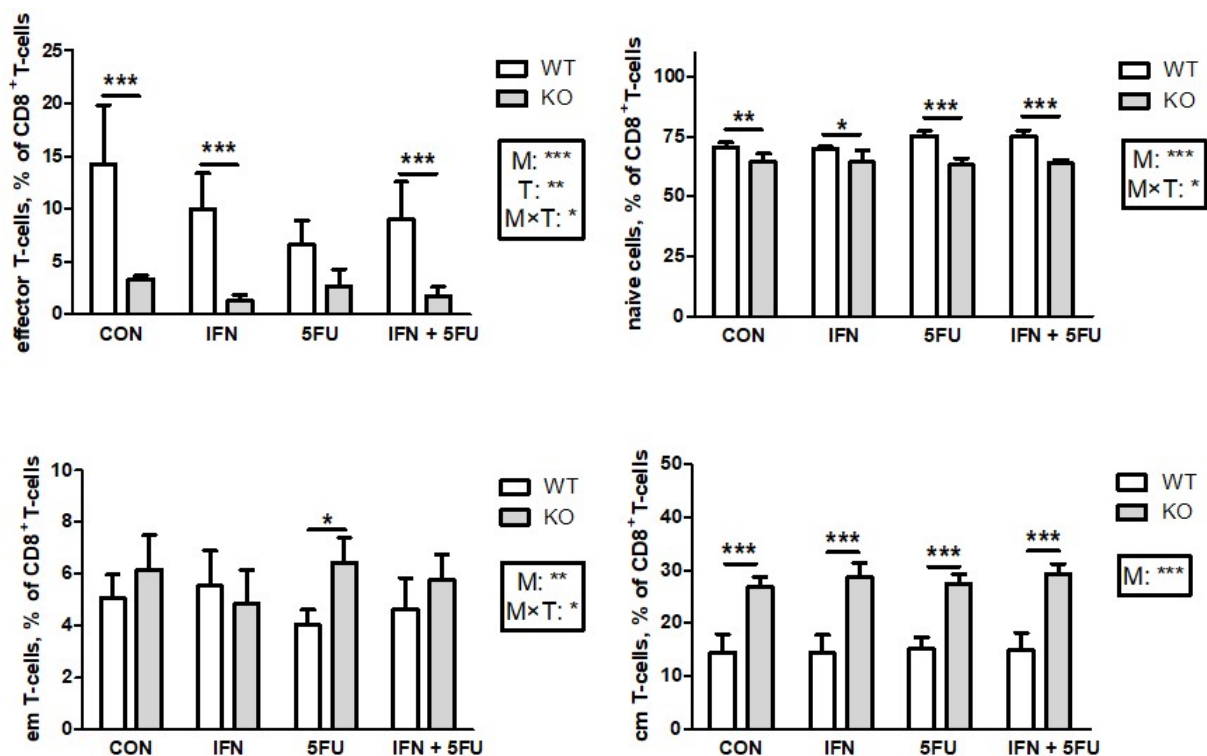 effector T-cells, % of CD8+ T-cells
25
20
15
10
5
0
***
***
***
CON
IFN
5FU
IFN + 5FU
WT
KO
M: ***
T: **
M×T: *
naive cells, % of CD8+ T-cells
100
75
50
25
0
**
*
***
***
CON
IFN
5FU
IFN + 5FU
WT
KO
M: ***
M×T: *
em T-cells, % of CD8+ T-cells
10
8
6
4
2
0
*
CON
IFN
5FU
IFN + 5FU
WT
KO
M: **
M×T: *
cm T-cells, % of CD8+ T-cells
50
40
30
20
10
0
***
***
***
***
CON
IFN
5FU
IFN + 5FU
WT
KO
M: ***